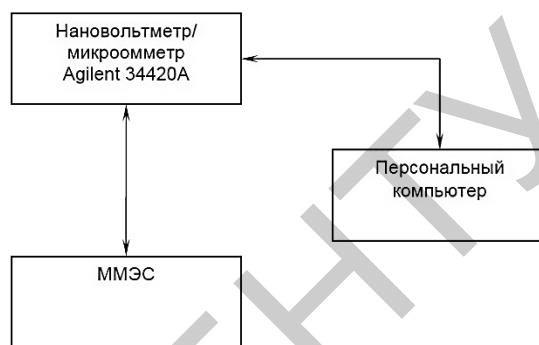 Нановольтметр/
микроомметр
Agilent 34420A
Персональный
компьютер
ММЭС